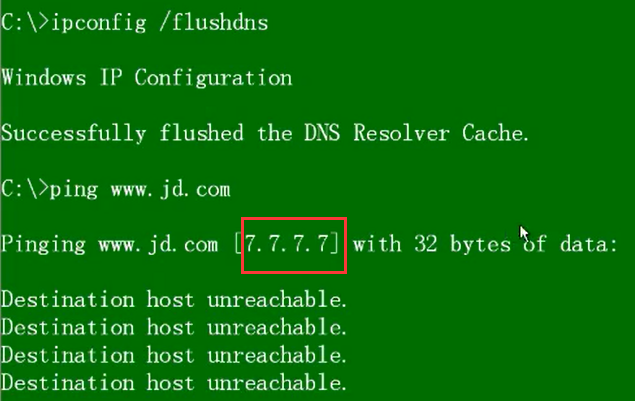 C:\>ipconfig /flushdns
Windows IP Configuration
Successfully flushed the DNS Resolver Cache.
C:\>ping www.jd.com
Pinging www.jd.com [7.7.7.7] with 32 bytes of data:
Destination host unreachable.
Destination host unreachable.
Destination host unreachable.
Destination host unreachable.